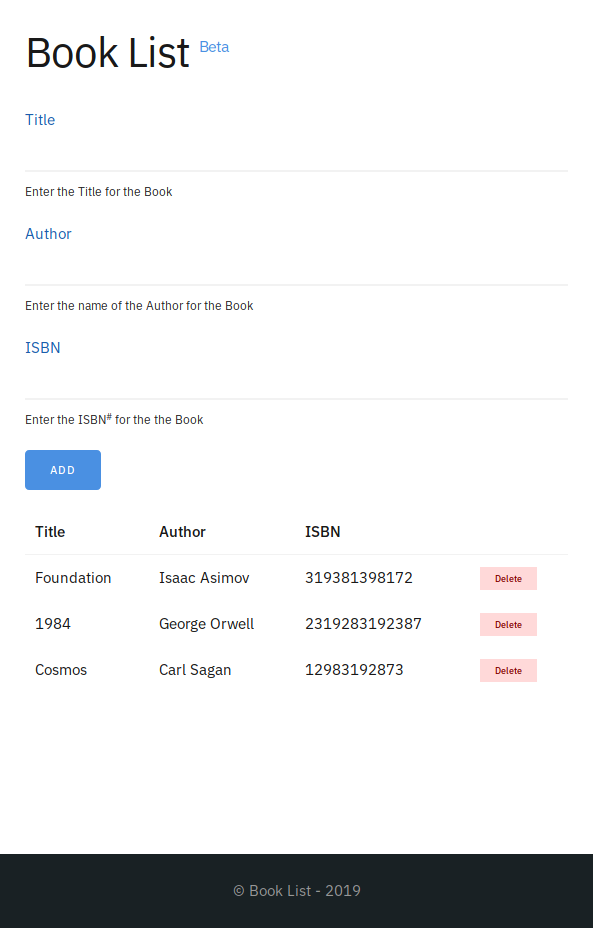 Book List Beta
Title
Enter the Title for the Book
Author
Enter the name of the Author for the Book
ISBN
Enter the ISBN# for the the Book
ADD
Title Author ISBN
Foundation Isaac Asimov 319381398172 Delete
1984 George Orwell 2319283192387 Delete
Cosmos Carl Sagan 12983192873 Delete
© Book List - 2019